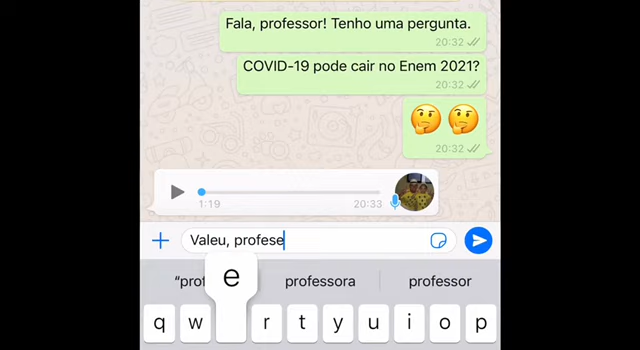 Fala, professor! Tenho uma pergunta.
20:32
COVID-19 pode cair no Enem 2021?
20:32
🤔 🤔
20:32
1:19
20:33
Valeu, profese
e
"prof
professora
professor
q w r t y u i o p